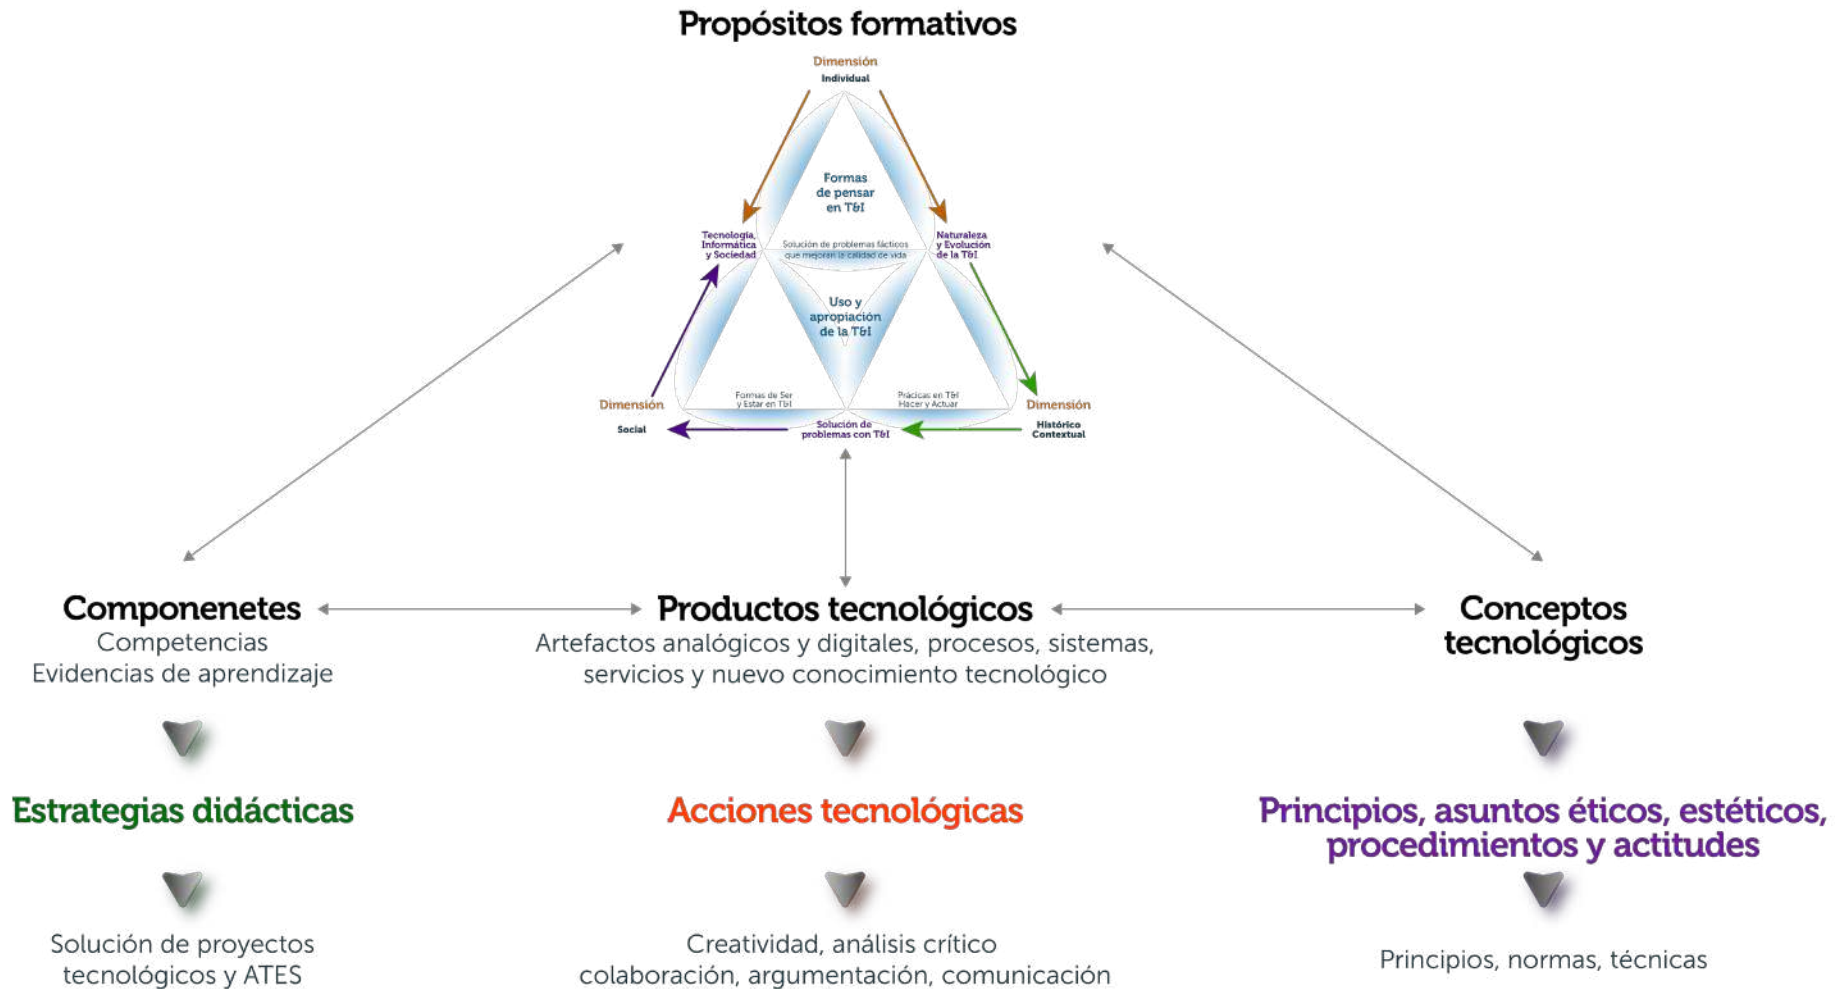 Propósitos formativos
Dimensión
Individual
Formas
de pensar
en T&I
Tecnología,
Informática
y Sociedad
Solución de problemas fácticos
que mejoran la calidad de vida
Naturaleza
y Evolución
de la T&I
Uso y
apropiación
de la T&I
Formas de Ser
y Estar en T&I
Prácicas en T&I
Hacer y Actuar
Dimensión
Social
Solución de
problemas con T&I
Dimensión
Histórico
Contextual
Componenetes
Competencias
Evidencias de aprendizaje
Productos tecnológicos
Artefactos analógicos y digitales, procesos, sistemas,
servicios y nuevo conocimiento tecnológico
Conceptos
tecnológicos
Estrategias didácticas
Acciones tecnológicas
Principios, asuntos éticos, estéticos,
procedimientos y actitudes
Solución de proyectos
tecnológicos y ATES
Creatividad, análisis crítico
colaboración, argumentación, comunicación
Principios, normas, técnicas